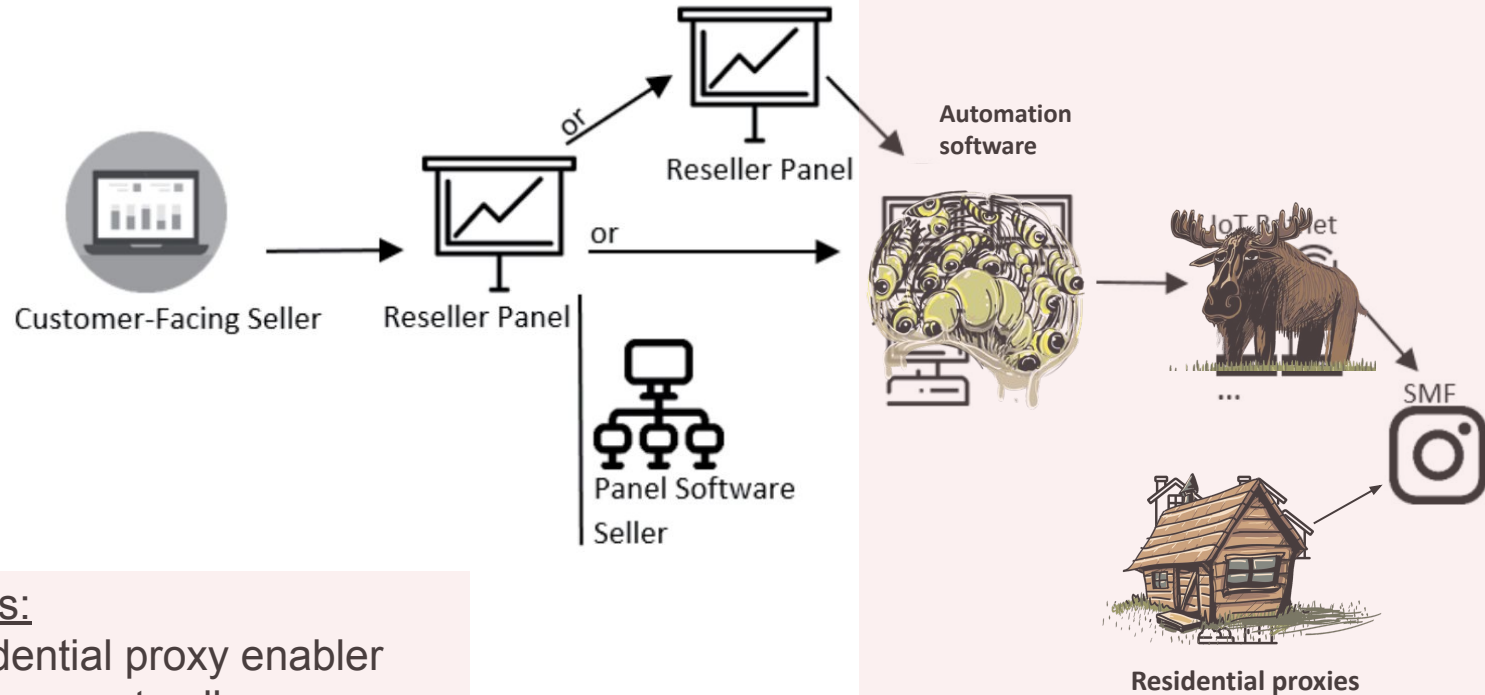 or
Reseller Panel
Automation
software
or
Customer-Facing Seller
Reseller Panel
IoT
...
SMF
Panel Software
Seller
s:
dential proxy enabler
Residential proxies